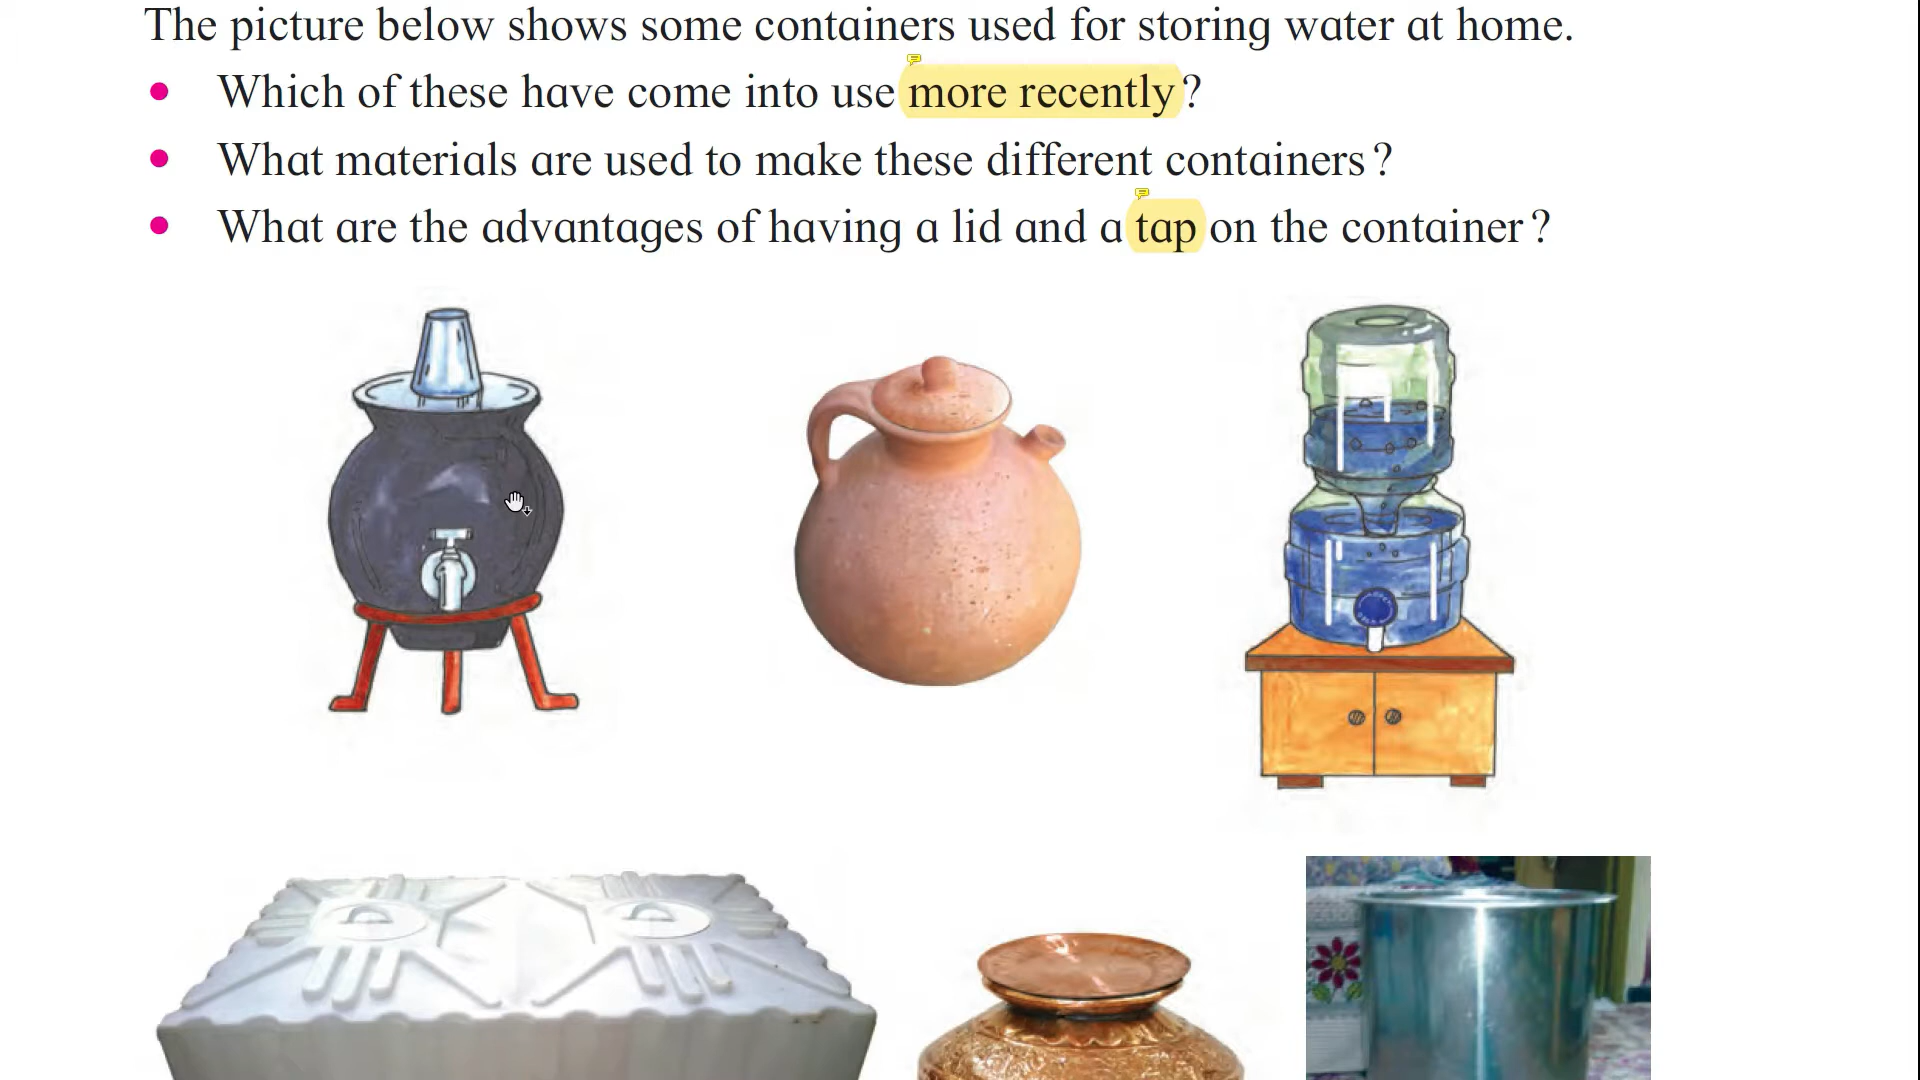 The picture below shows some containers used for storing water at home.
• Which of these have come into use more recently?
• What materials are used to make these different containers?
• What are the advantages of having a lid and a tap on the container?